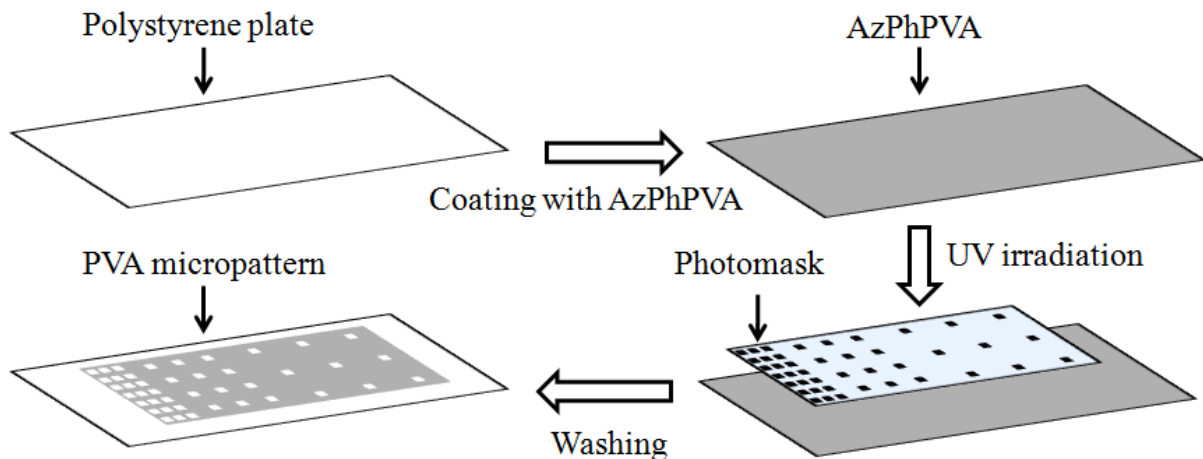 Polystyrene plate
AzPhPVA
Coating with AzPhPVA
PVA micropattern
Photomask
UV irradiation
Washing